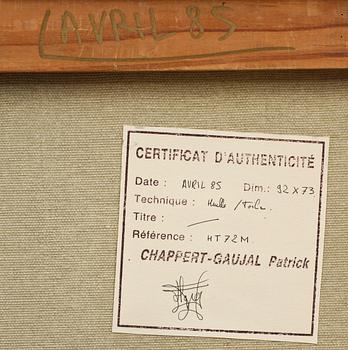 AVRIL 85
CERTIFICAT D'AUTHENTICITÉ
Date : AVRIL 85 Dim.: 92 x 73
Technique : Huile / Toile.
Titre : —
Référence : HT72M
CHAPPERT-GAUJAL Patrick